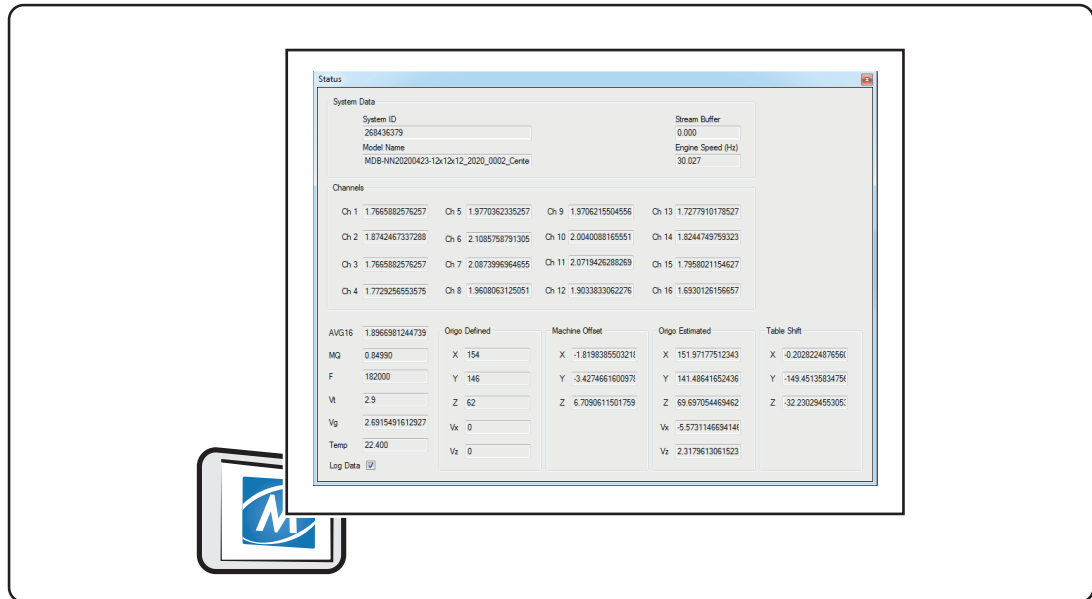 Status
System Data
System ID
268436379
Stream Buffer
0.000
Model Name
MDB-NN20200423-12x12x12_2020_0002_Cente
Engine Speed (Hz)
30.027
Channels
Ch 1 1.7665882576257 Ch 5 1.9770362335257 Ch 9 1.9706215504556 Ch 13 1.7277910178527
Ch 2 1.8742467337288 Ch 6 2.1085758791305 Ch 10 2.0040088165551 Ch 14 1.8244749759323
Ch 3 1.7665882576257 Ch 7 2.0873996964655 Ch 11 2.0719426288269 Ch 15 1.7958021154627
Ch 4 1.7729256553575 Ch 8 1.9608063125051 Ch 12 1.9033833062276 Ch 16 1.6930126156657
AVG16 1.8966981244739
MQ 0.84990
F 182000
Vt 2.9
Vg 2.6915491612927
Temp 22.400
Log Data
Origo Defined
X 154
Y 146
Z 62
Vx 0
Vz 0
Machine Offset
X -1.8198385503218
Y -3.4274661600978
Z 6.7090611501759
Origo Estimated
X 151.97177512343
Y 141.48641652436
Z 69.697054469462
Vx -5.5731146694146
Vz 2.3179613061523
Table Shift
X -0.2028224876560
Y -149.45135834756
Z -32.230294553053
M